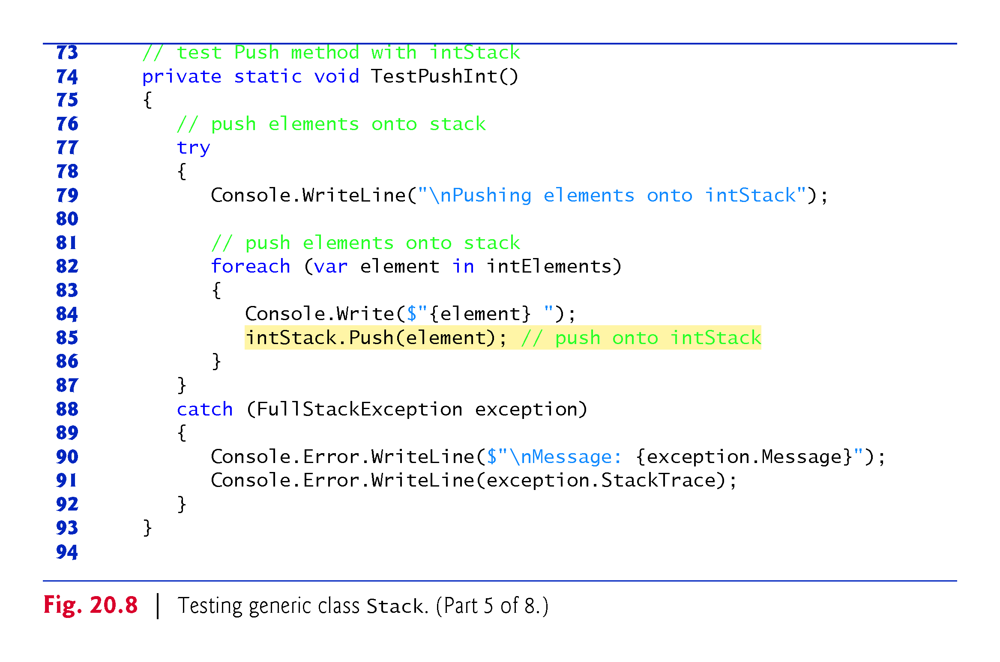 73 // test Push method with intStack
74 private static void TestPushInt()
75 {
76 // push elements onto stack
77 try
78 {
79 Console.WriteLine("\nPushing elements onto intStack");
80
81 // push elements onto stack
82 foreach (var element in intElements)
83 {
84 Console.Write($"{element} ");
85 intStack.Push(element); // push onto intStack
86 }
87 }
88 catch (FullStackException exception)
89 {
90 Console.Error.WriteLine($"\nMessage: {exception.Message}");
91 Console.Error.WriteLine(exception.StackTrace);
92 }
93 }
94
Fig. 20.8 | Testing generic class Stack. (Part 5 of 8.)